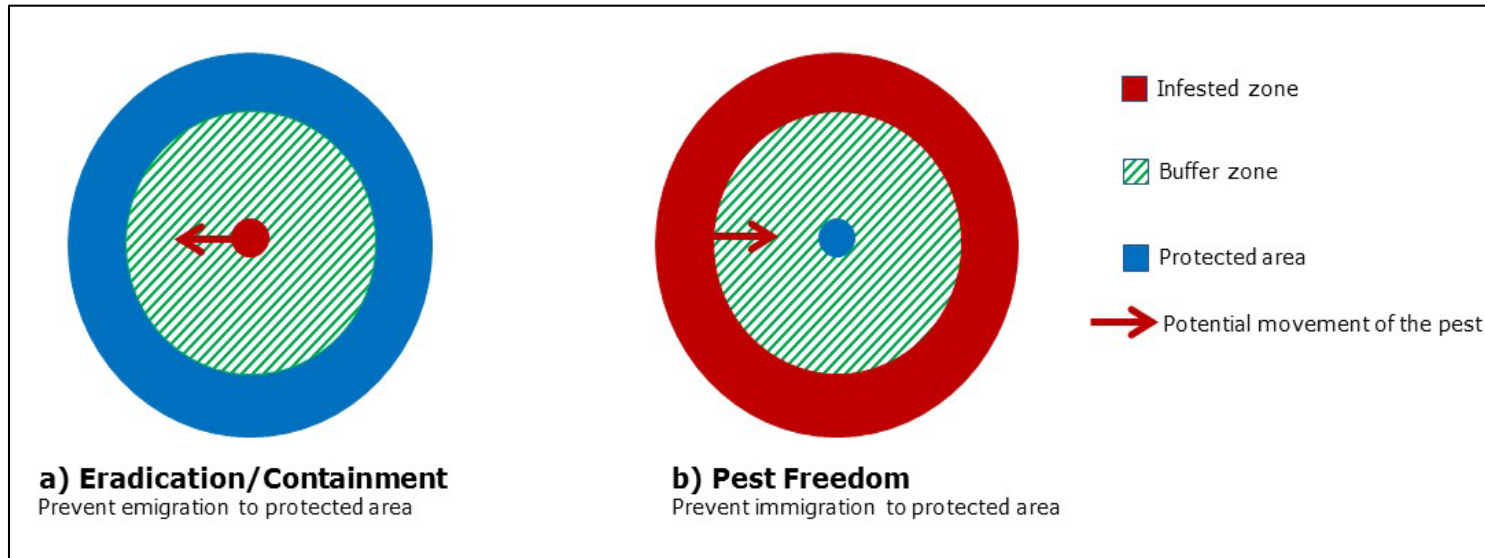 Infested zone
Buffer zone
Protected area
Potential movement of the pest
a) Eradication/Containment
Prevent emigration to protected area
b) Pest Freedom
Prevent immigration to protected area